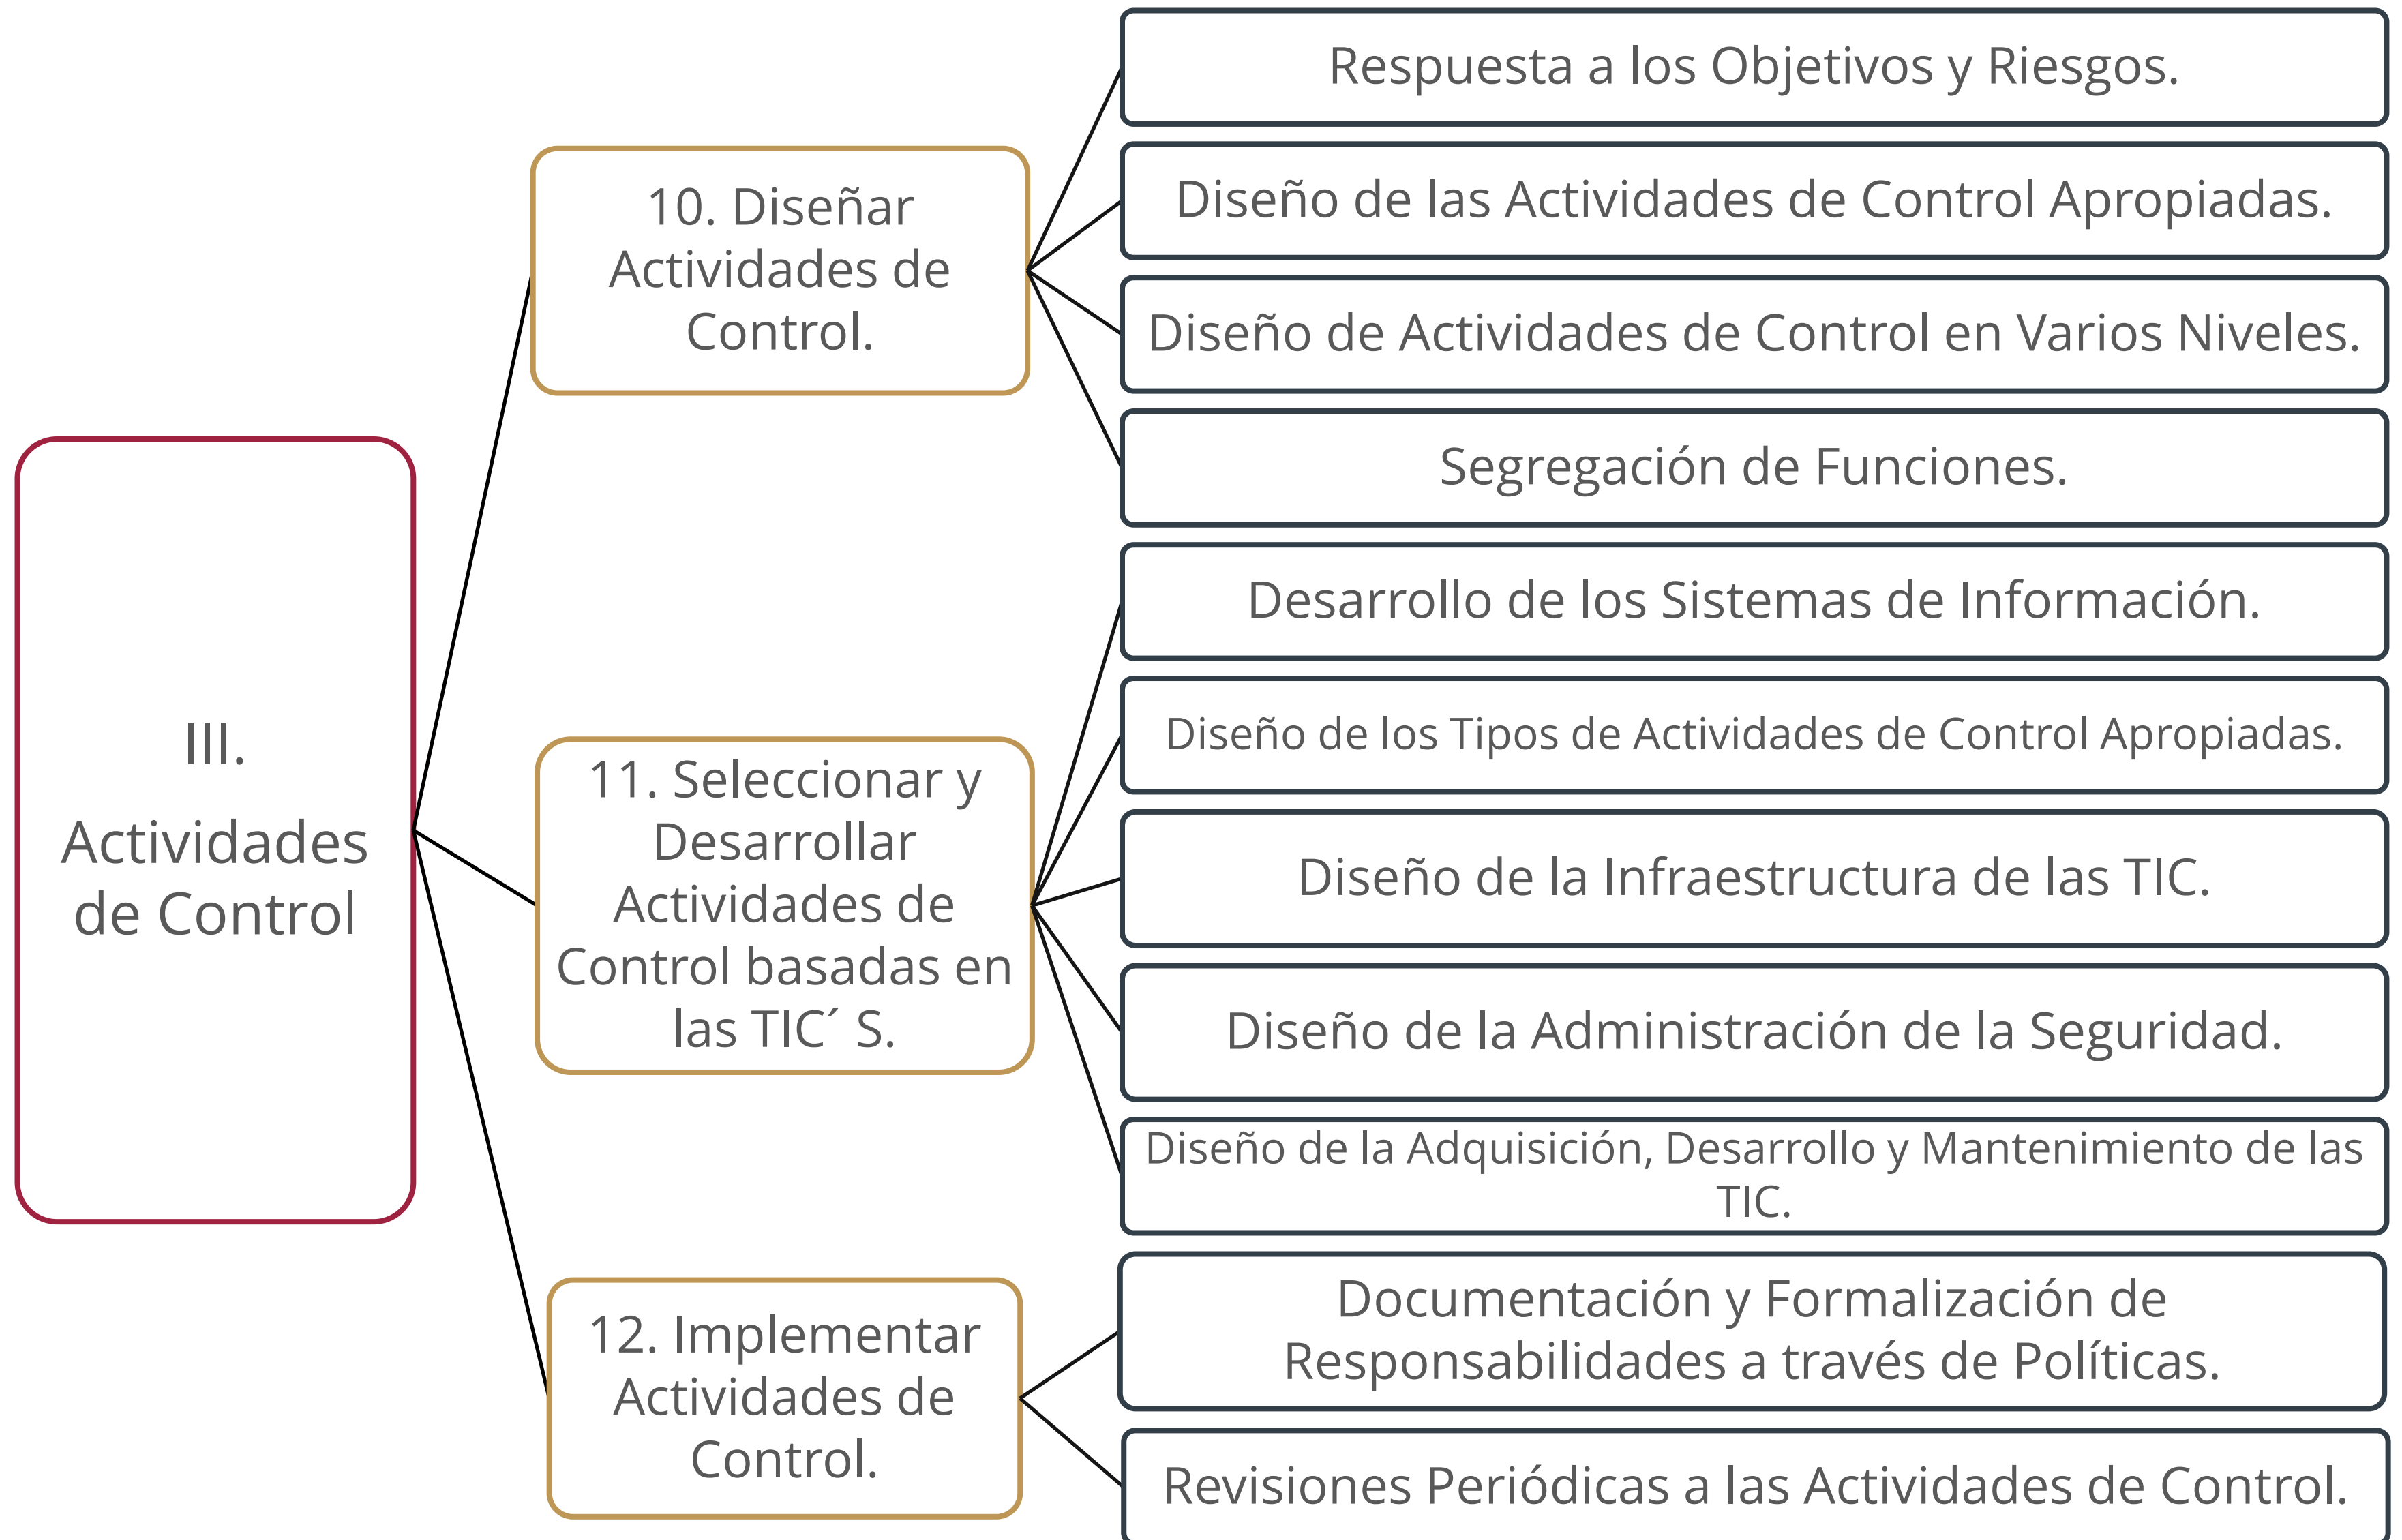 III.
Actividades
de Control
10. Diseñar
Actividades de
Control.
Respuesta a los Objetivos y Riesgos.
Diseño de las Actividades de Control Apropiadas.
Diseño de Actividades de Control en Varios Niveles.
Segregación de Funciones.
11. Seleccionar y
Desarrollar
Actividades de
Control basadas en
las TIC´ S.
Desarrollo de los Sistemas de Información.
Diseño de los Tipos de Actividades de Control Apropiadas.
Diseño de la Infraestructura de las TIC.
Diseño de la Administración de la Seguridad.
Diseño de la Adquisición, Desarrollo y Mantenimiento de las
TIC.
12. Implementar
Actividades de
Control.
Documentación y Formalización de
Responsabilidades a través de Políticas.
Revisiones Periódicas a las Actividades de Control.